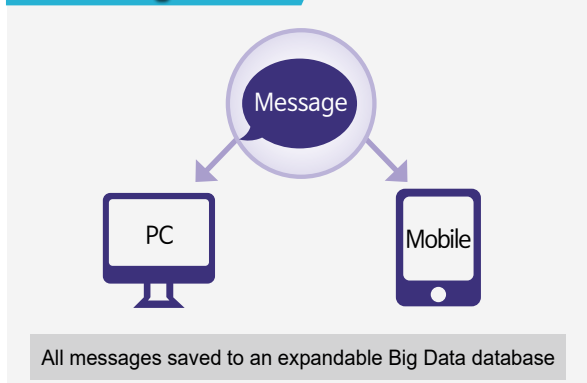 Message
PC
Mobile
All messages saved to an expandable Big Data database